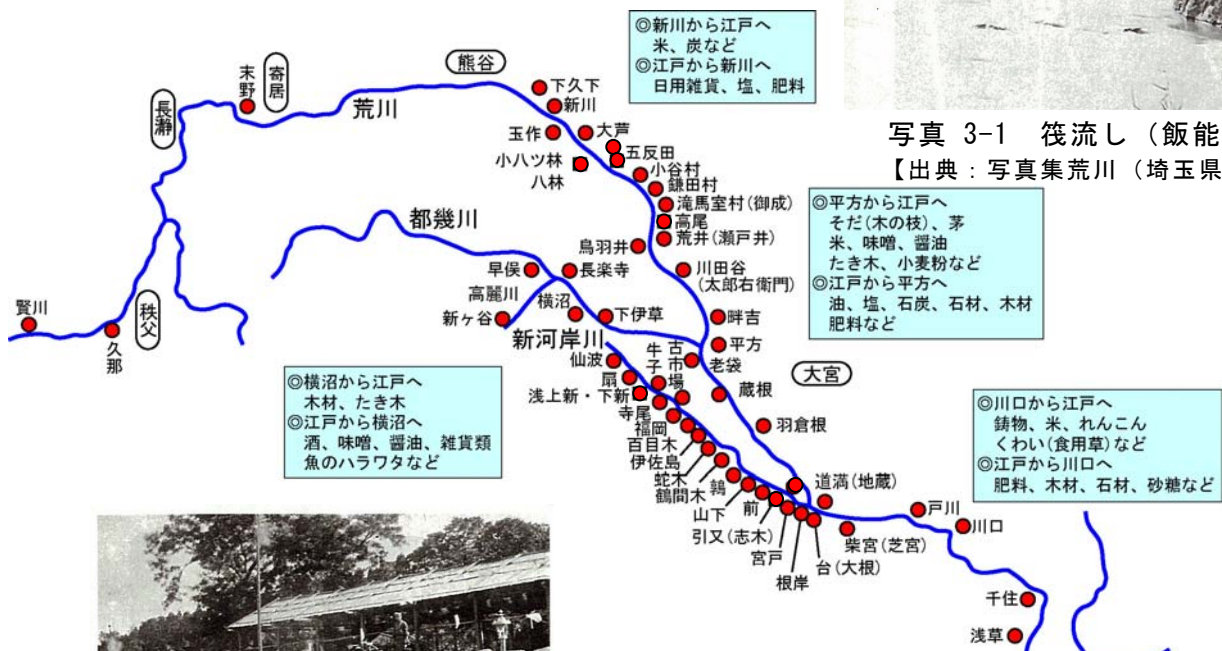 ◎新川から江戸へ
米、炭など
◎江戸から新川へ
日用雑貨、塩、肥料
写真 3-1 筏流し（飯能
【出典：写真集荒川（埼玉県
熊谷
寄居
末野
長瀞
荒川
下久下
新川
玉作
大芦
五反田
小八ツ林
八林
小谷村
鎌田村
滝馬室村(御成)
高尾
荒井(瀬戸井)
鳥羽井
川田谷
(太郎右衛門)
◎平方から江戸へ
そだ(木の枝)、茅
米、味噌、醤油
たき木、小麦粉など
◎江戸から平方へ
油、塩、石炭、石材、木材
肥料など
都幾川
早俣
長楽寺
高麗川
横沼
下伊草
新ヶ谷
畔吉
平方
賢川
久那
秩父
新河岸川
仙波
牛子
古市場
老袋
大宮
扇
蔵根
浅上新・下新
羽倉根
寺尾
福岡
百目木
伊佐島
蛇木
鶴間木
鶉
山下
前
引又(志木)
宮戸
根岸
台(大根)
道満(地蔵)
柴宮(芝宮)
戸川
川口
千住
浅草
◎横沼から江戸へ
木材、たき木
◎江戸から横沼へ
酒、味噌、醤油、雑貨類
魚のハラワタなど
◎川口から江戸へ
鋳物、米、れんこん
くわい(食用草)など
◎江戸から川口へ
肥料、木材、石材、砂糖など